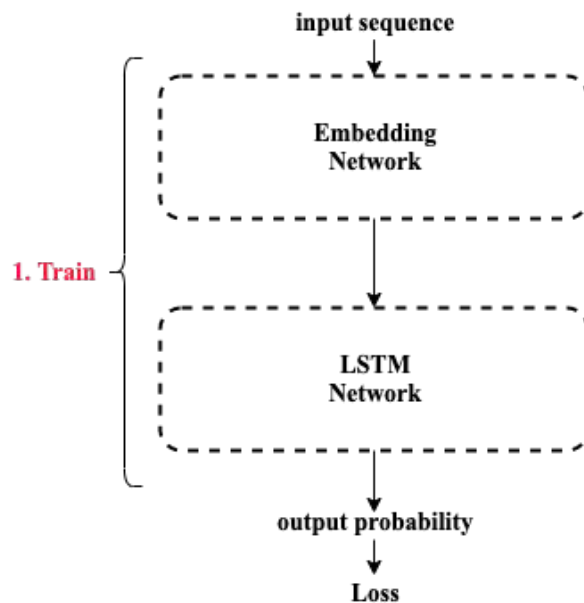 input sequence
Embedding
Network
1. Train
LSTM
Network
output probability
Loss